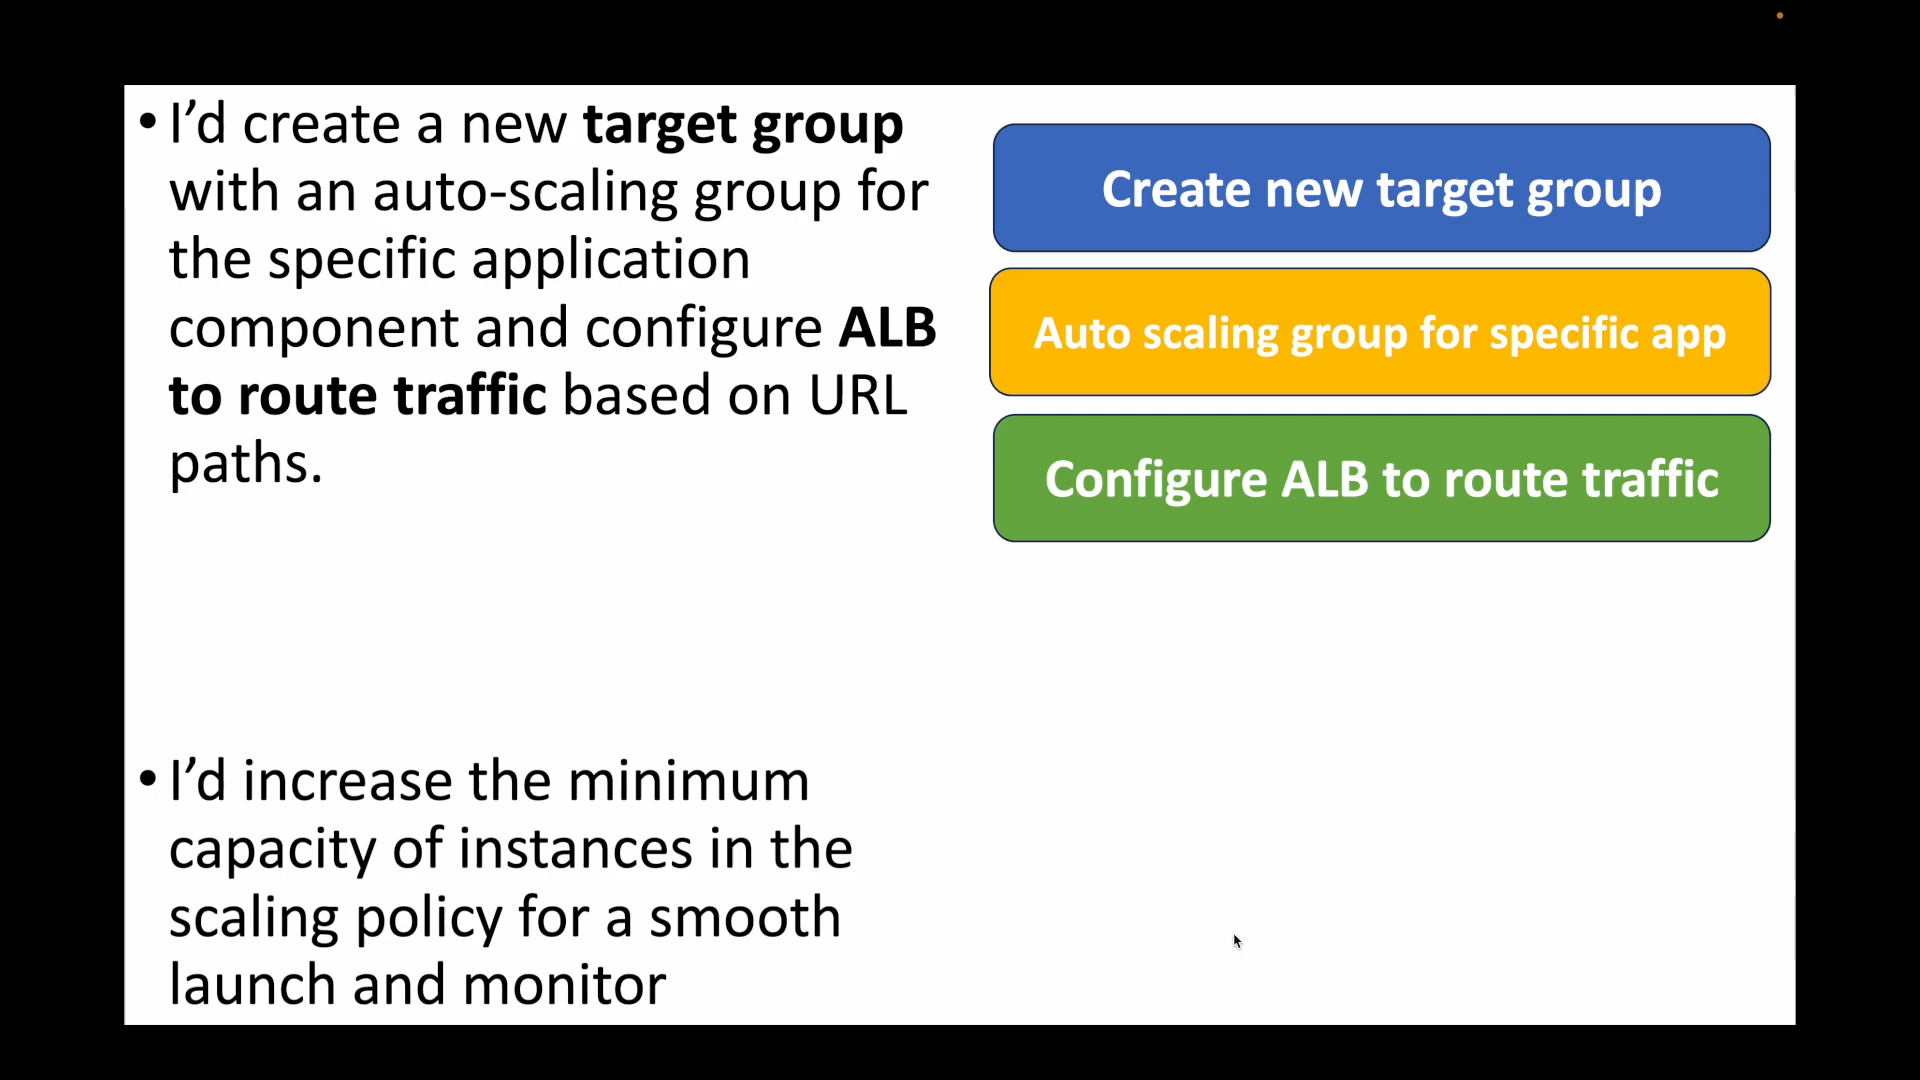 • I’d create a new target group
with an auto-scaling group for
the specific application
component and configure ALB
to route traffic based on URL
paths.
• I’d increase the minimum
capacity of instances in the
scaling policy for a smooth
launch and monitor
Create new target group
Auto scaling group for specific app
Configure ALB to route traffic